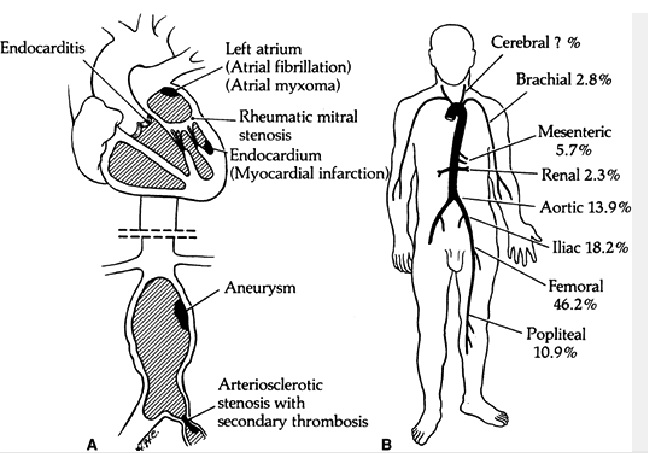 Endocarditis
Left atrium
(Atrial fibrillation)
(Atrial myxoma)
Rheumatic mitral
stenosis
Endocardium
(Myocardial infarction)
Aneurysm
Arteriosclerotic
stenosis with
secondary thrombosis
A
Cerebral ? %
Brachial 2.8%
Mesenteric
5.7%
Renal 2.3%
Aortic 13.9%
Iliac 18.2%
Femoral
46.2%
Popliteal
10.9%
B